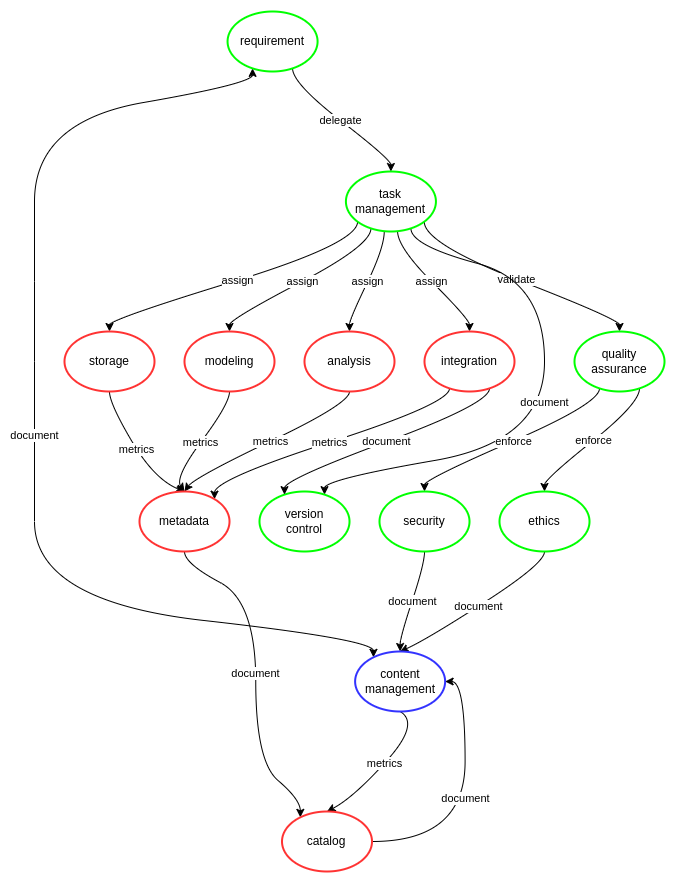 requirement
delegate
task
management
assign
assign
assign
assign
validate
storage
modeling
analysis
integration
quality
assurance
document
document
metrics
metrics
metrics
metrics
document
enforce
enforce
metadata
version
control
security
ethics
document
document
document
content
management
metrics
document
catalog